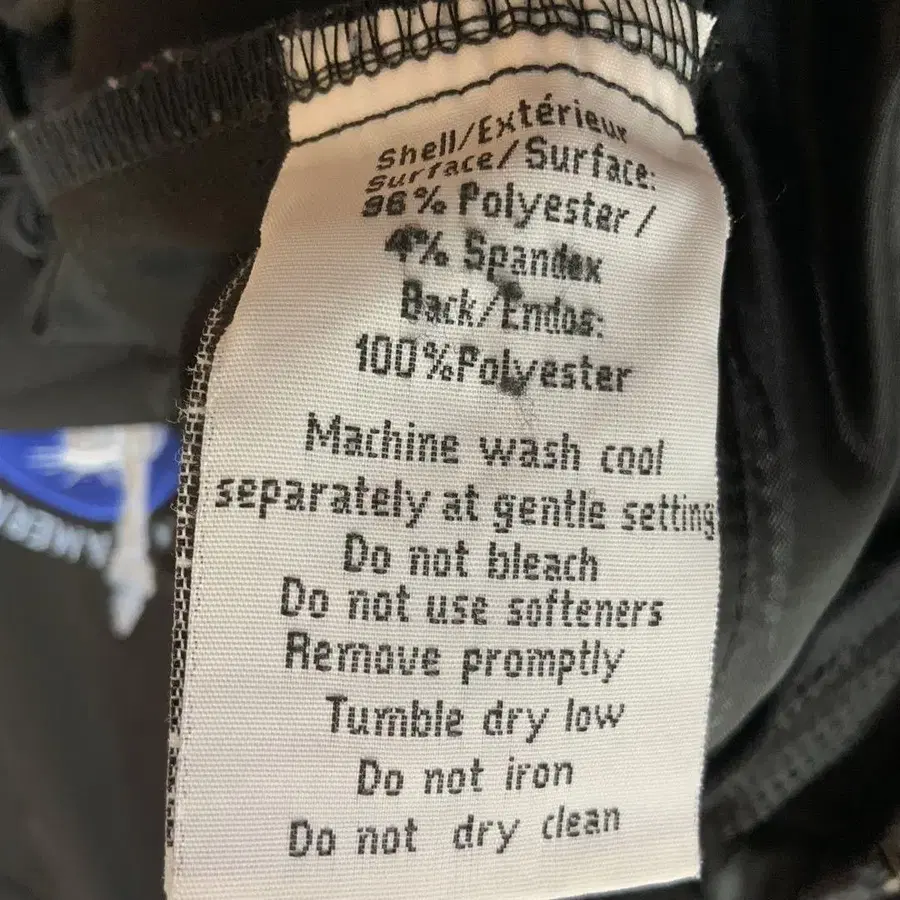 Shell/Extérieur
Surface/Surface:
96% Polyester /
4% Spandex
Back/Endos:
100%Polyester
Machine wash cool
separately at gentle setting
Do not bleach
Do not use softeners
Remove promptly
Tumble dry low
Do not iron
Do not dry clean